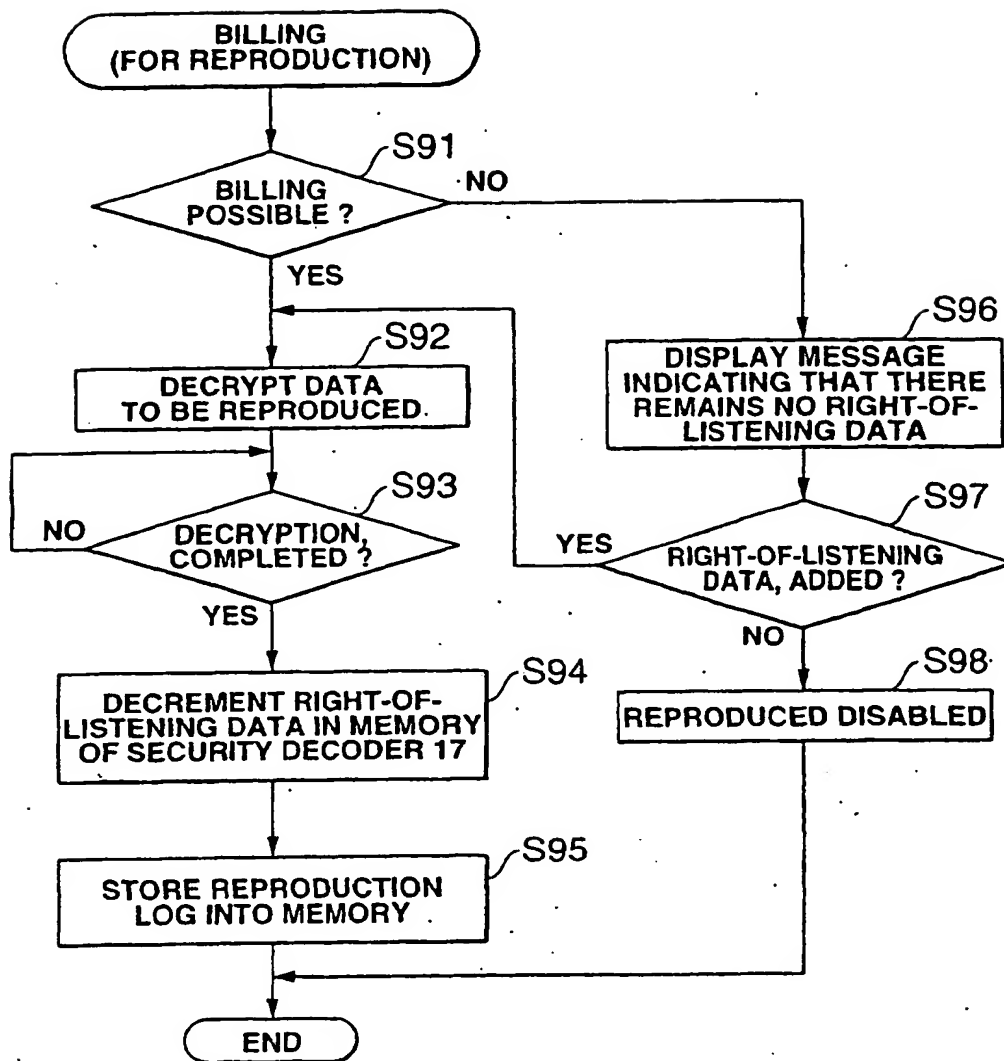 BILLING
(FOR REPRODUCTION)
S91
BILLING
POSSIBLE ?
NO
YES
S92
DECRYPT DATA
TO BE REPRODUCED.
S93
DECRYPTION,
COMPLETED ?
NO
YES
S94
DECREMENT RIGHT-OF-
LISTENING DATA IN MEMORY
OF SECURITY DECODER 17
S95
STORE REPRODUCTION
LOG INTO MEMORY
S96
DISPLAY MESSAGE
INDICATING THAT THERE
REMAINS NO RIGHT-OF-
LISTENING DATA
S97
YES
RIGHT-OF-LISTENING
DATA, ADDED ?
NO
S98
REPRODUCED DISABLED
END